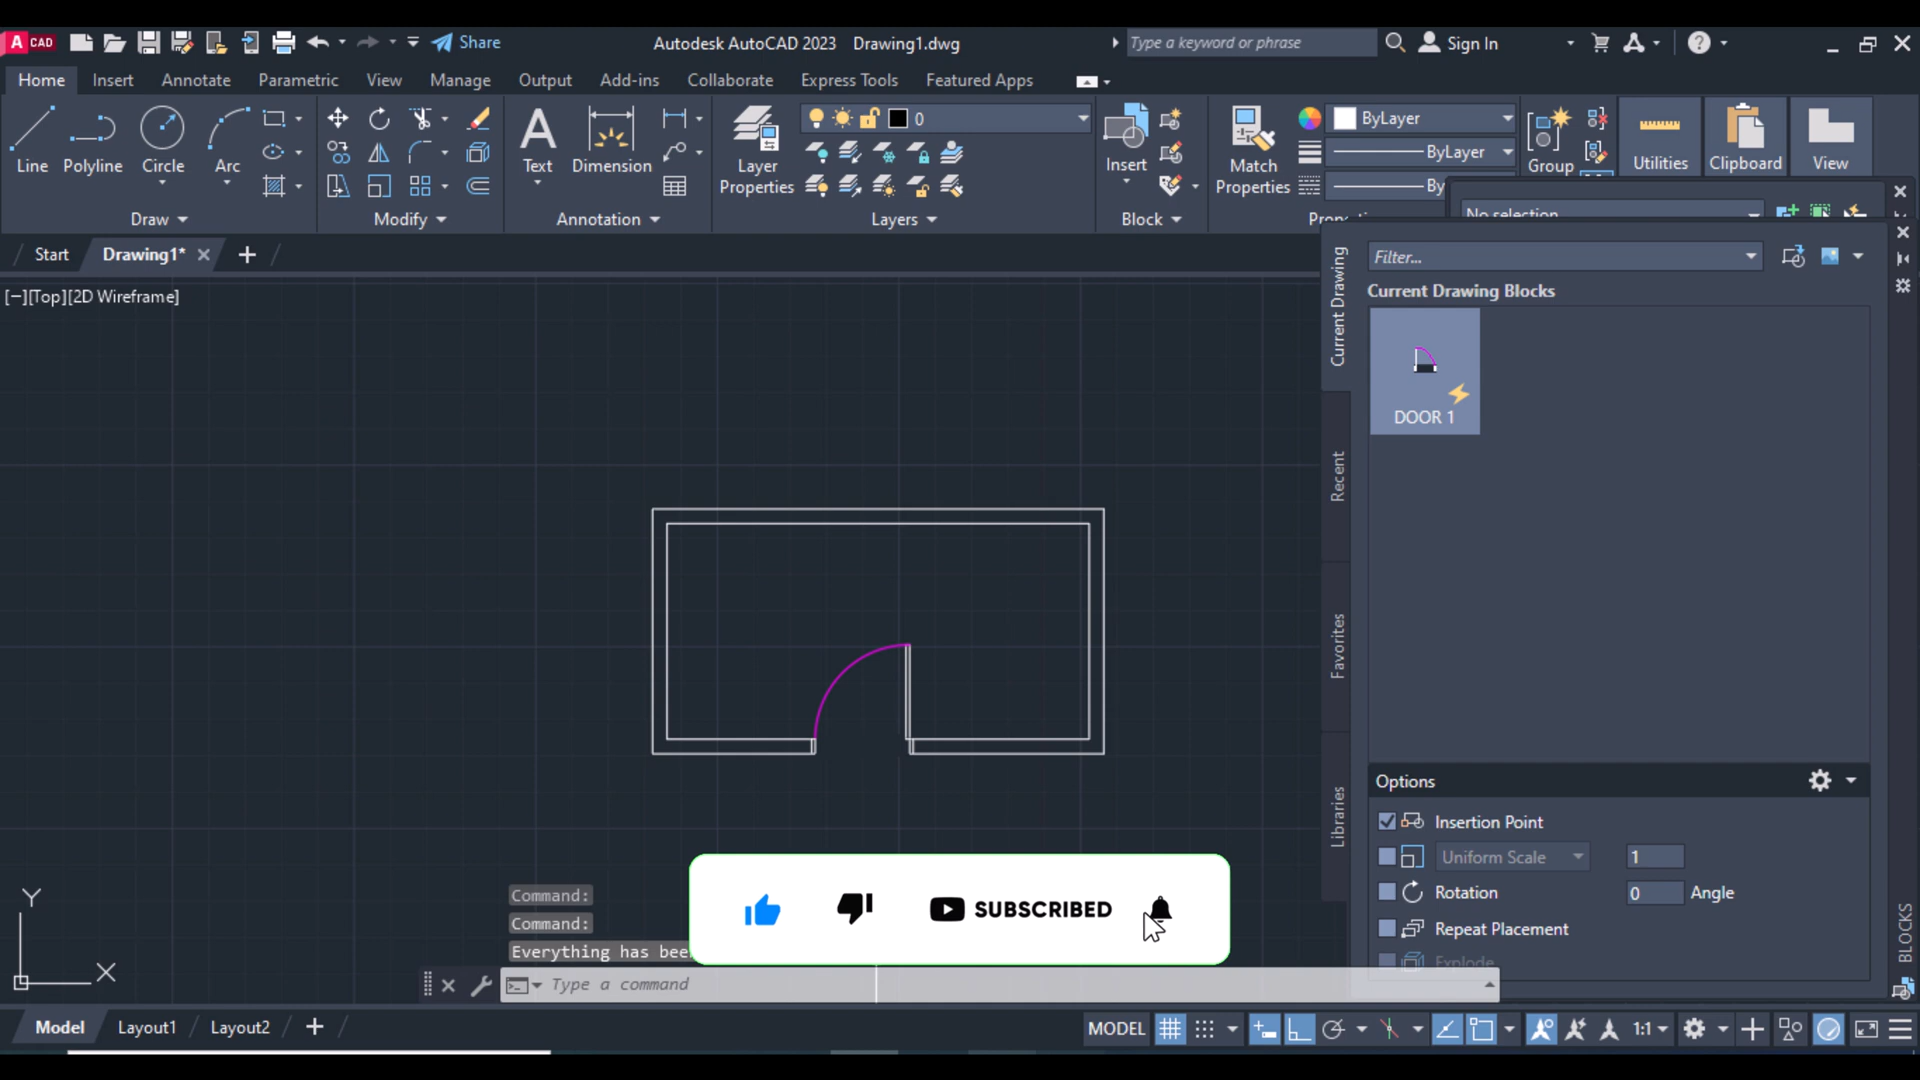 A CAD
Share
Autodesk AutoCAD 2023 Drawing1.dwg
Type a keyword or phrase
Sign In
Home Insert Annotate Parametric View Manage Output Add-ins Collaborate Express Tools Featured Apps
Line Polyline Circle Arc
Text Dimension
Layer Properties
0
Insert
Match Properties
ByLayer
ByLayer
By
Group
Utilities
Clipboard
View
Draw Modify Annotation Layers Block
No selection
Start Drawing1*
[−][Top][2D Wireframe]
Current Drawing
Recent
Favorites
Libraries
Filter...
Current Drawing Blocks
DOOR 1
Options
Insertion Point
Uniform Scale 1
Rotation 0 Angle
Repeat Placement
Explode
BLOCKS
Y
X
Command:
Command:
Everything has bee
SUBSCRIBED
Type a command
Model Layout1 Layout2
MODEL
1:1